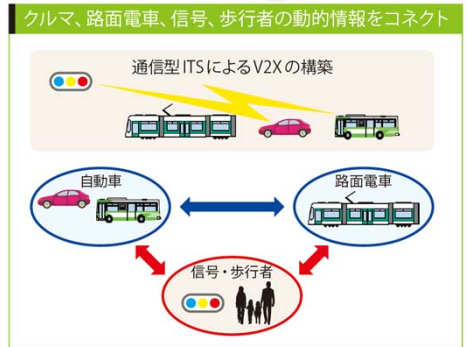 クルマ、路面電車、信号、歩行者の動的情報をコネクト
通信型ITSによるV2Xの構築
自動車
路面電車
信号・歩行者